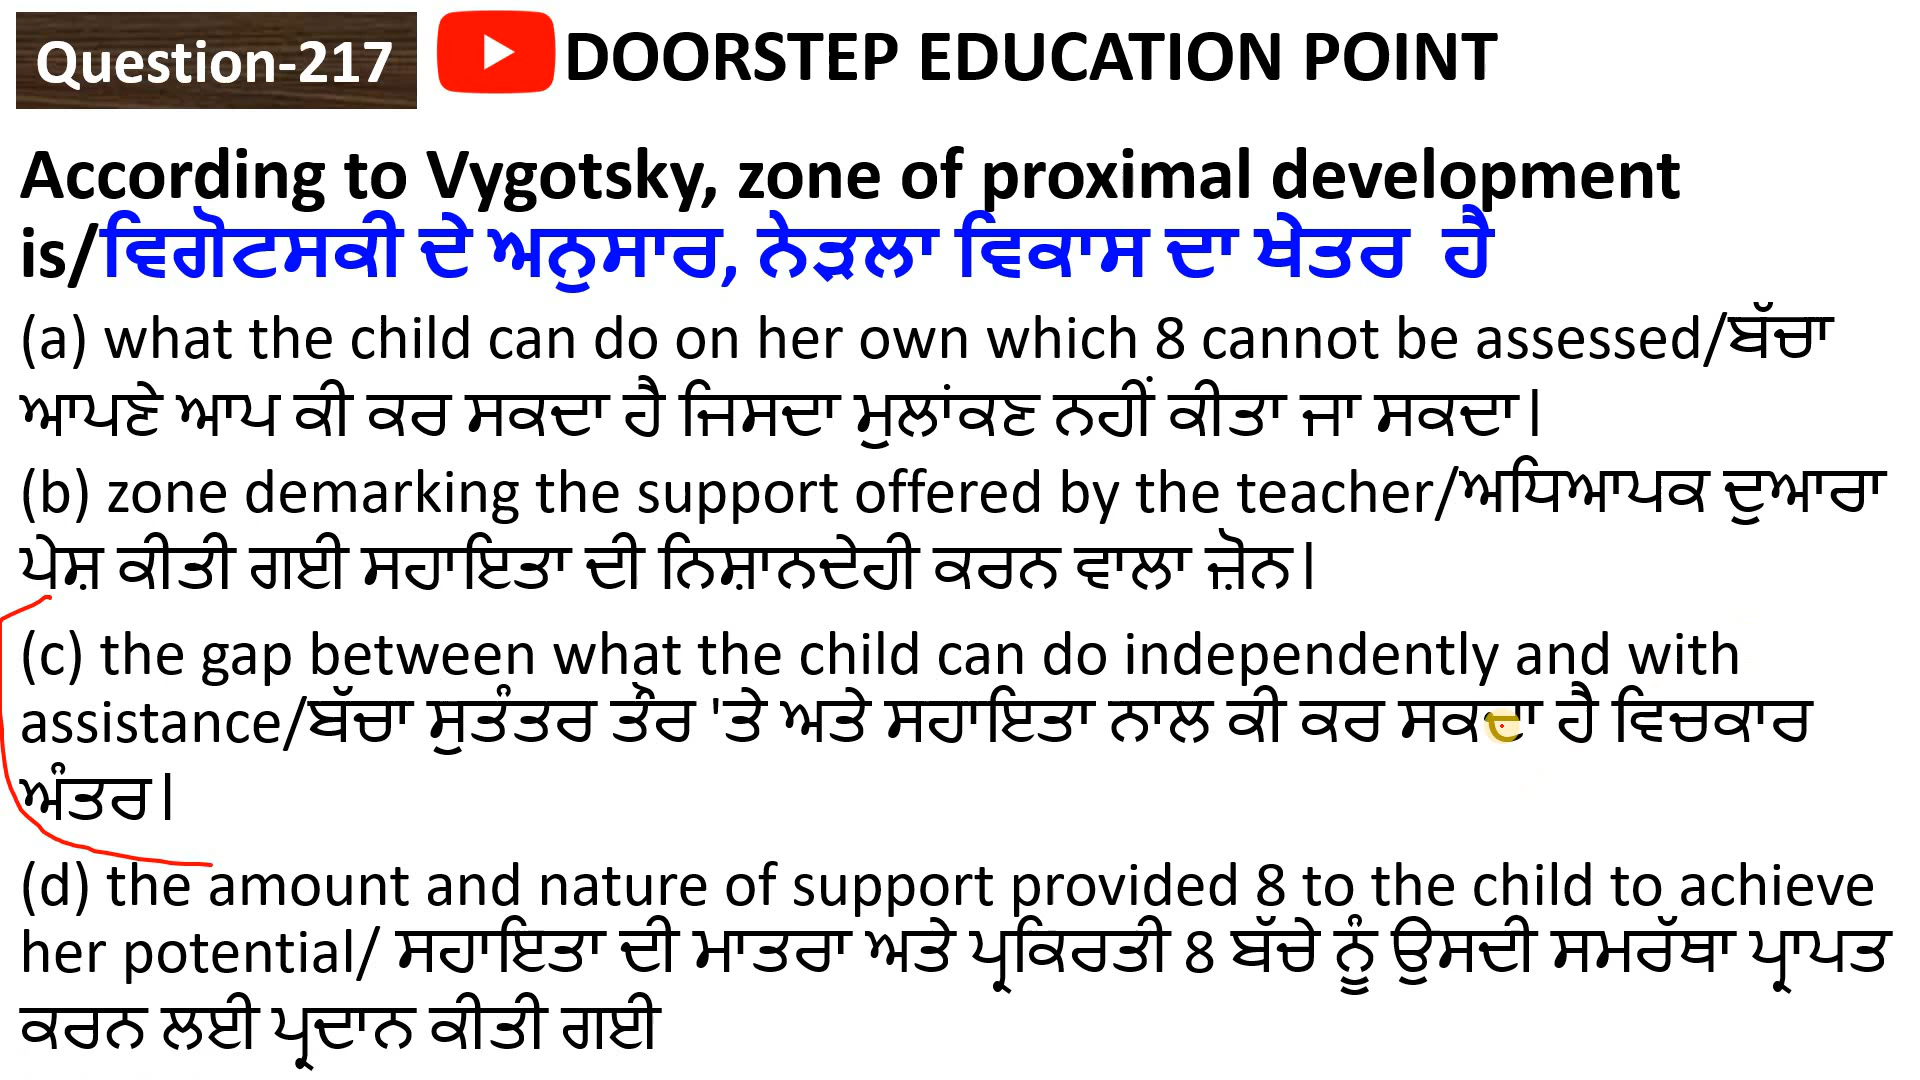 Question-217
DOORSTEP EDUCATION POINT
According to Vygotsky, zone of proximal development
is/ਵਿਗੋਟਸਕੀ ਦੇ ਅਨੁਸਾਰ, ਨੇੜਲਾ ਵਿਕਾਸ ਦਾ ਖੇਤਰ ਹੈ
(a) what the child can do on her own which 8 cannot be assessed/ਬੱਚਾ
ਆਪਣੇ ਆਪ ਕੀ ਕਰ ਸਕਦਾ ਹੈ ਜਿਸਦਾ ਮੁਲਾਂਕਣ ਨਹੀਂ ਕੀਤਾ ਜਾ ਸਕਦਾ।
(b) zone demarking the support offered by the teacher/ਅਧਿਆਪਕ ਦੁਆਰਾ
ਪੇਸ਼ ਕੀਤੀ ਗਈ ਸਹਾਇਤਾ ਦੀ ਨਿਸ਼ਾਨਦੇਹੀ ਕਰਨ ਵਾਲਾ ਜ਼ੋਨ।
(c) the gap between what the child can do independently and with
assistance/ਬੱਚਾ ਸੁਤੰਤਰ ਤੌਰ 'ਤੇ ਅਤੇ ਸਹਾਇਤਾ ਨਾਲ ਕੀ ਕਰ ਸਕਦਾ ਹੈ ਵਿਚਕਾਰ
ਅੰਤਰ।
(d) the amount and nature of support provided 8 to the child to achieve
her potential/ ਸਹਾਇਤਾ ਦੀ ਮਾਤਰਾ ਅਤੇ ਪ੍ਰਕਿਰਤੀ 8 ਬੱਚੇ ਨੂੰ ਉਸਦੀ ਸਮਰੱਥਾ ਪ੍ਰਾਪਤ
ਕਰਨ ਲਈ ਪ੍ਰਦਾਨ ਕੀਤੀ ਗਈ